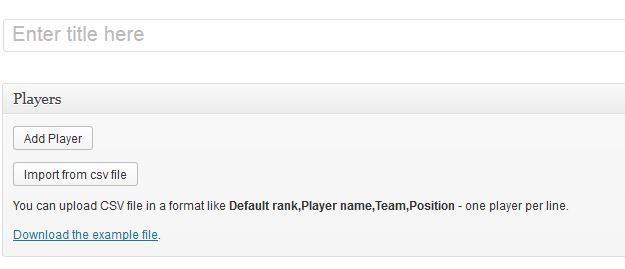 Enter title here
Players
Add Player
Import from csv file
You can upload CSV file in a format like Default rank,Player name,Team,Position - one player per line.
Download the example file.